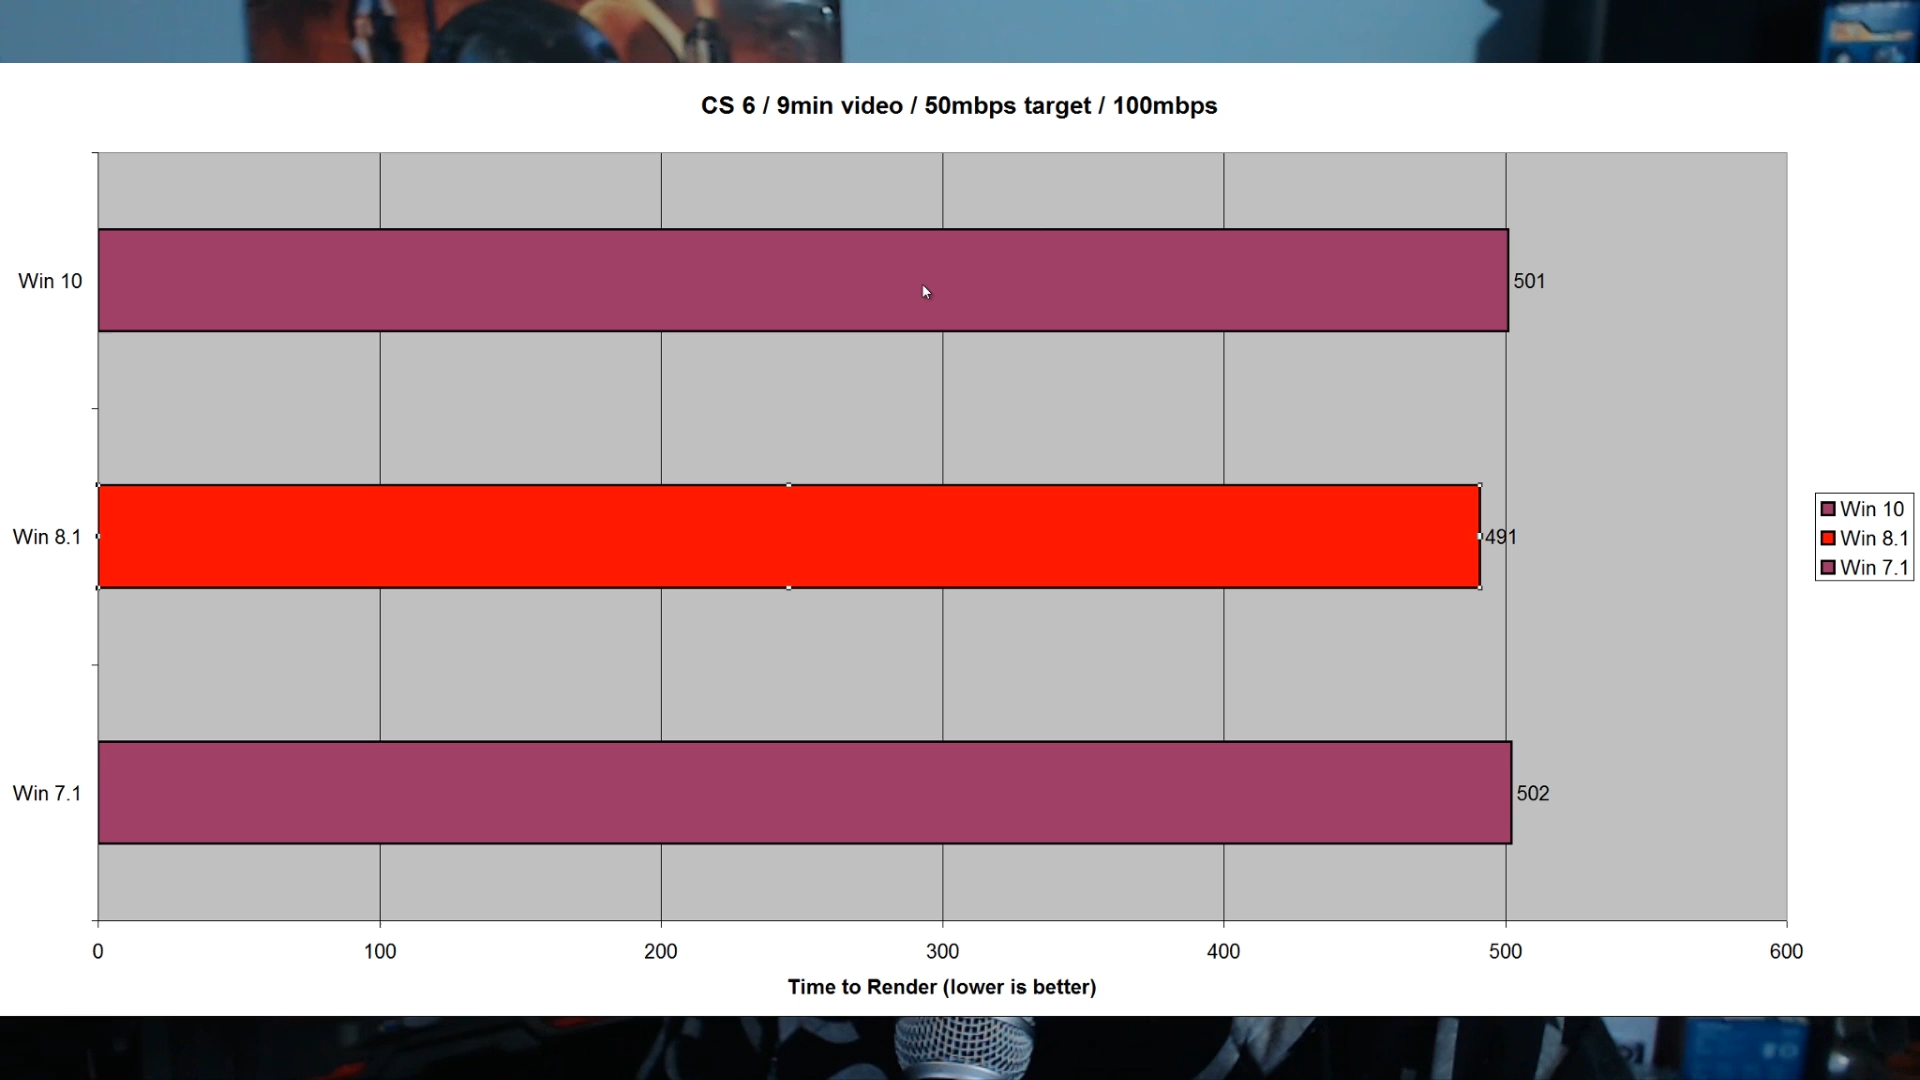 CS 6 / 9min video / 50mbps target / 100mbps
Win 10
501
Win 8.1
491
Win 7.1
502
Win 10
Win 8.1
Win 7.1
0 100 200 300 400 500 600
Time to Render (lower is better)